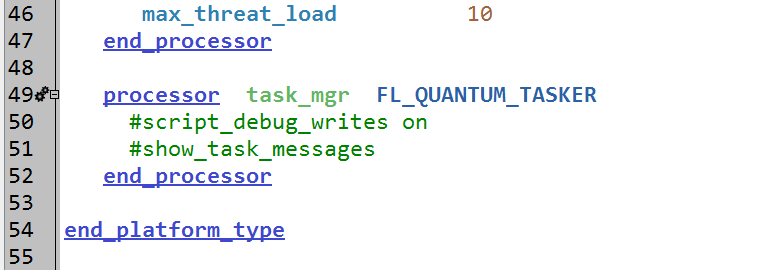 46 max_threat_load 10
47 end_processor
48
49 processor task_mgr FL_QUANTUM_TASKER
50 #script_debug_writes on
51 #show_task_messages
52 end_processor
53
54 end_platform_type
55